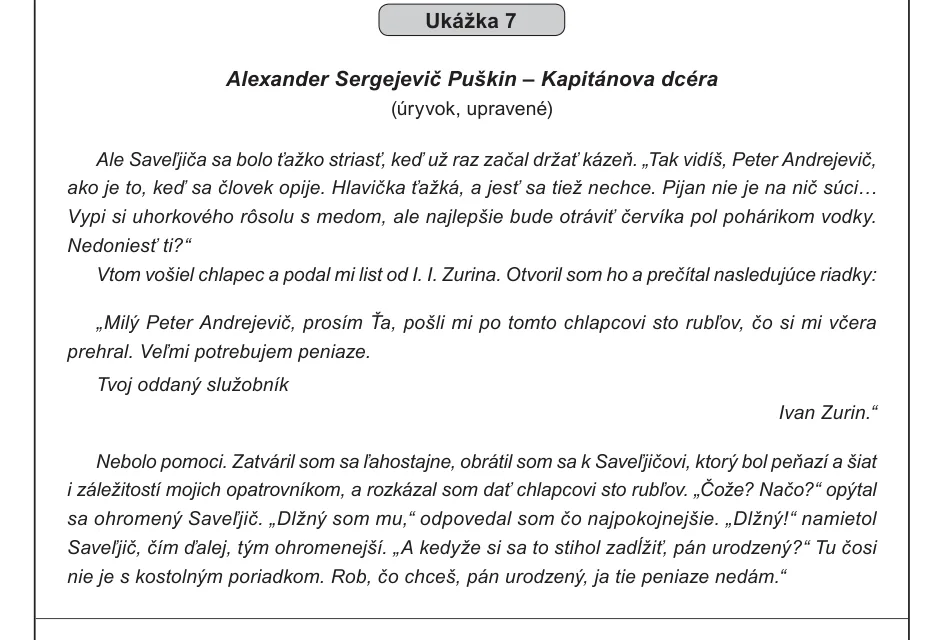 Ukážka 7
Alexander Sergejevič Puškin – Kapitánova dcéra
(úryvok, upravené)
Ale Saveľjiča sa bolo ťažko striasť, keď už raz začal držať kázeň. „Tak vidíš, Peter Andrejevič,
ako je to, keď sa človek opije. Hlavička ťažká, a jesť sa tiež nechce. Pijan nie je na nič súci…
Vypi si uhorkového rôsolu s medom, ale najlepšie bude otráviť červíka pol pohárikom vodky.
Nedoniesť ti?“
Vtom vošiel chlapec a podal mi list od I. I. Zurina. Otvoril som ho a prečítal nasledujúce riadky:
„Milý Peter Andrejevič, prosím Ťa, pošli mi po tomto chlapcovi sto rubľov, čo si mi včera
prehral. Veľmi potrebujem peniaze.
Tvoj oddaný služobník
Ivan Zurin.“
Nebolo pomoci. Zatváril som sa ľahostajne, obrátil som sa k Saveľjičovi, ktorý bol peňazí a šiat
i záležitostí mojich opatrovníkom, a rozkázal som dať chlapcovi sto rubľov. „Čože? Načo?“ opýtal
sa ohromený Saveľjič. „Dlžný som mu,“ odpovedal som čo najpokojnejšie. „Dlžný!“ namietol
Saveľjič, čím ďalej, tým ohromenejší. „A kedyže si sa to stihol zadĺžiť, pán urodzený?“ Tu čosi
nie je s kostolným poriadkom. Rob, čo chceš, pán urodzený, ja tie peniaze nedám.“